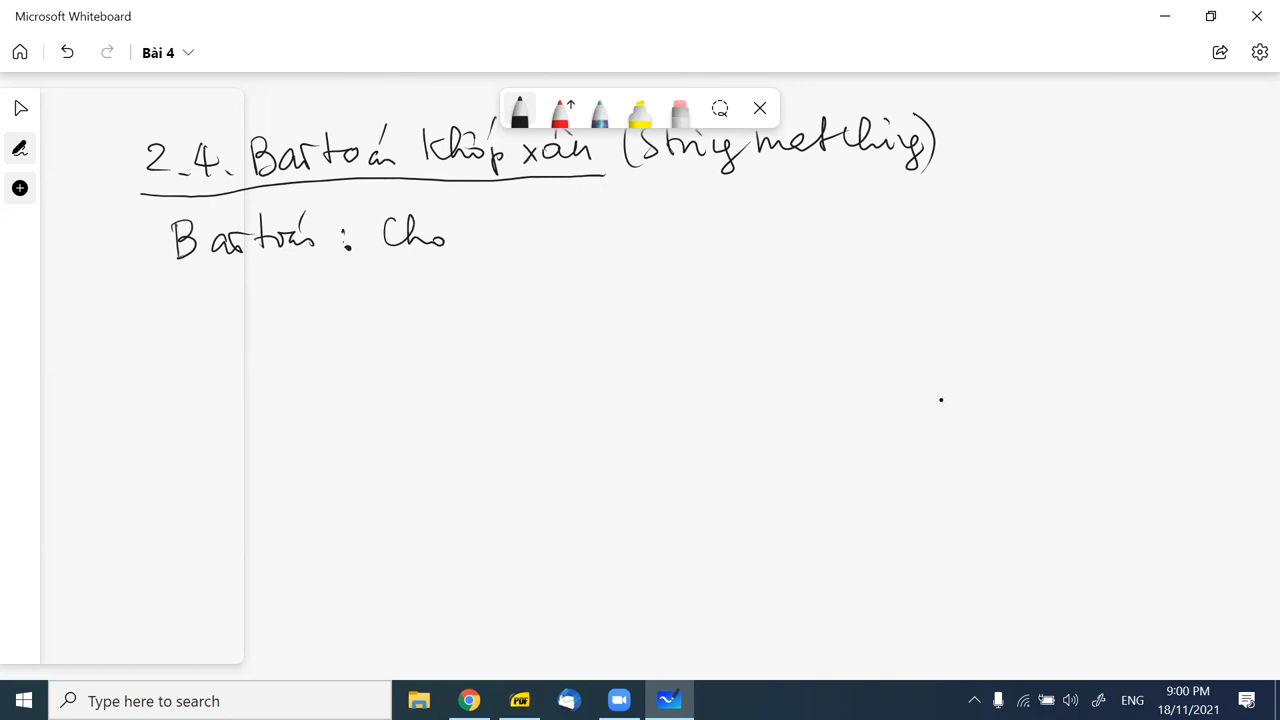 Microsoft Whiteboard
Bài 4
2.4. Bài toán khớp xâu (String matching)
Bài toán : Cho
Type here to search
ENG
9:00 PM
18/11/2021